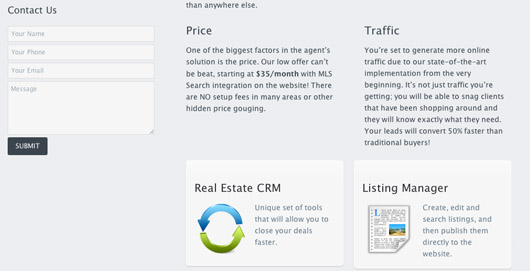 Contact Us
Your Name
Your Phone
Your Email
Message
SUBMIT
than anywhere else.
Price
One of the biggest factors in the agent's
solution is the price. Our low offer can't
be beat, starting at $35/month with MLS
Search integration on the website! There
are NO setup fees in many areas or other
hidden price gouging.
Traffic
You're set to generate more online
traffic due to our state-of-the-art
implementation from the very
beginning. It's not just traffic you're
getting; you will be able to snag clients
that have been shopping around and
they will know exactly what they need.
Your leads will convert 50% faster than
traditional buyers!
Real Estate CRM
Unique set of tools
that will allow you to
close your deals
faster.
Listing Manager
Create, edit and
search listings, and
then publish them
directly to the
website.